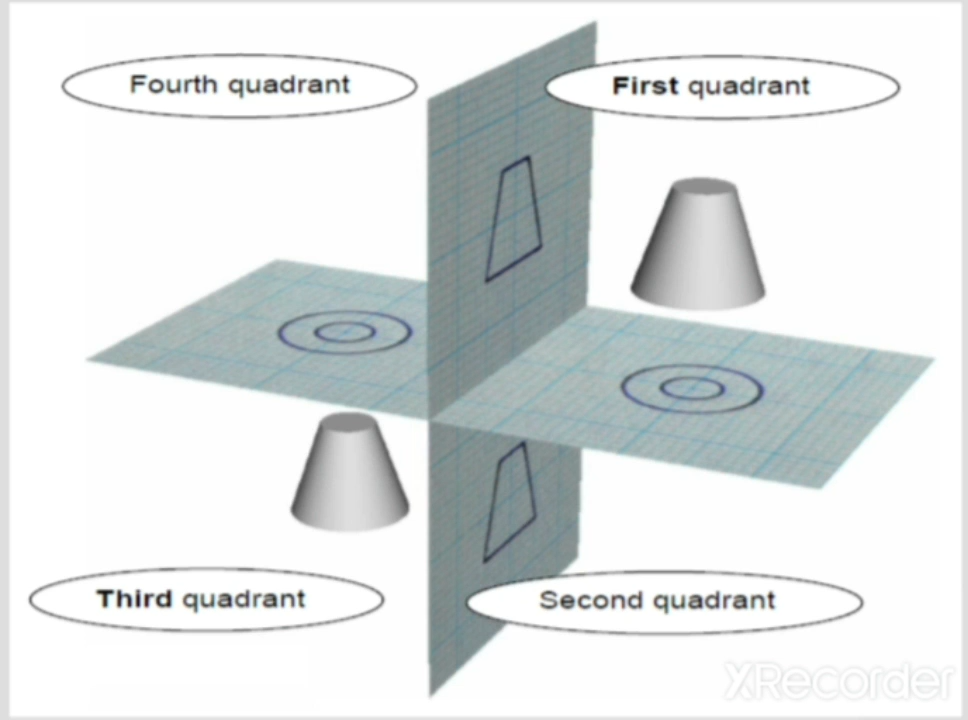 Fourth quadrant
First quadrant
Third quadrant
Second quadrant
XRecorder